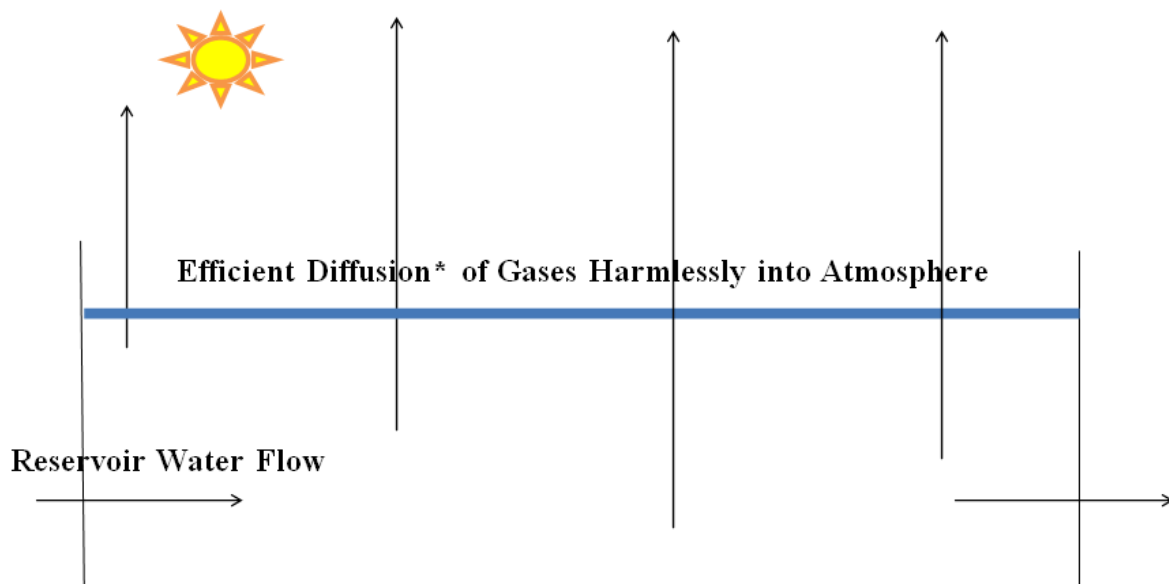 Efficient Diffusion* of Gases Harmlessly into Atmosphere
Reservoir Water Flow